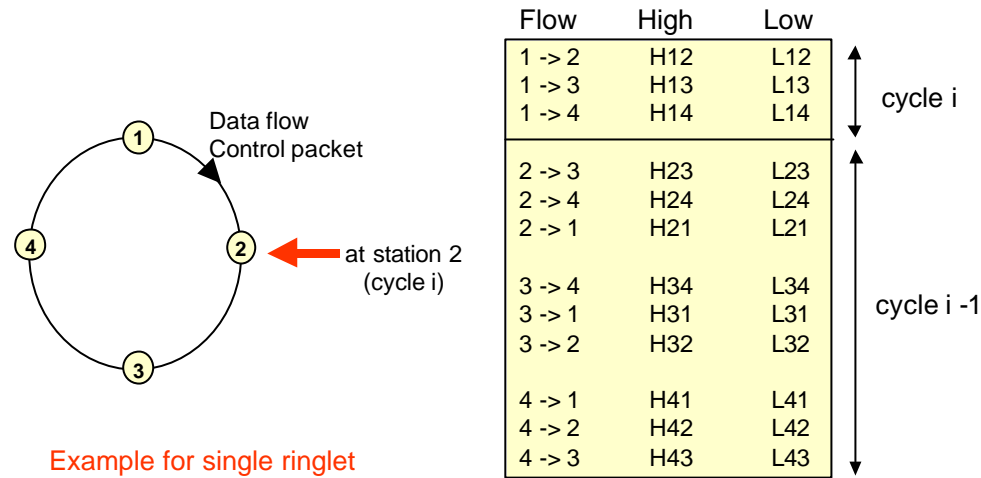 Flow High Low
1 -> 2 H12 L12
1 -> 3 H13 L13
1 -> 4 H14 L14
cycle i
2 -> 3 H23 L23
2 -> 4 H24 L24
2 -> 1 H21 L21
3 -> 4 H34 L34
3 -> 1 H31 L31
3 -> 2 H32 L32
4 -> 1 H41 L41
4 -> 2 H42 L42
4 -> 3 H43 L43
cycle i -1
Data flow
Control packet
1
2
3
4
at station 2
(cycle i)
Example for single ringlet